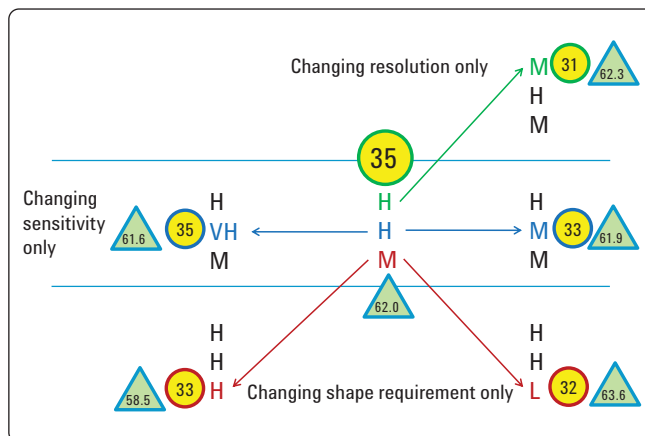 Changing resolution only
M 31 62.3
H
M
35
H
H
M
62.0
Changing
sensitivity
only
H
61.6 35 VH
M
H
M 33 61.9
M
H
H
58.5 33 H
Changing shape requirement only
H
H
L 32 63.6